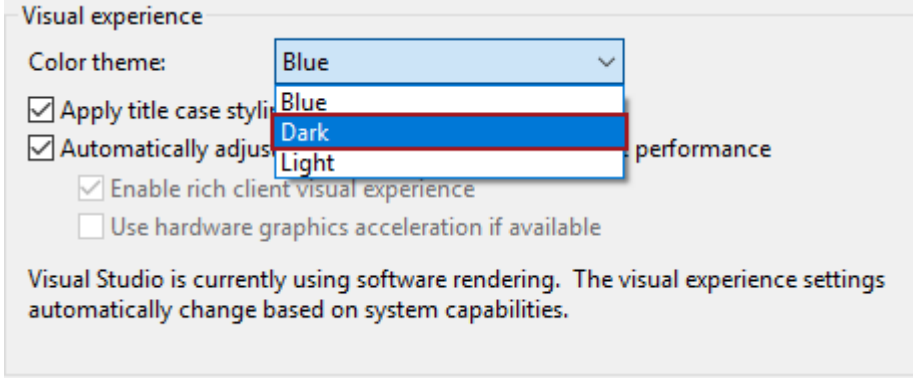 Visual experience
Color theme: Blue
Blue
Apply title case
Dark
Automatically performance
Light
Enable rich client visual experience
Use hardware graphics acceleration if available
Visual Studio is currently using software rendering. The visual experience settings
automatically change based on system capabilities.